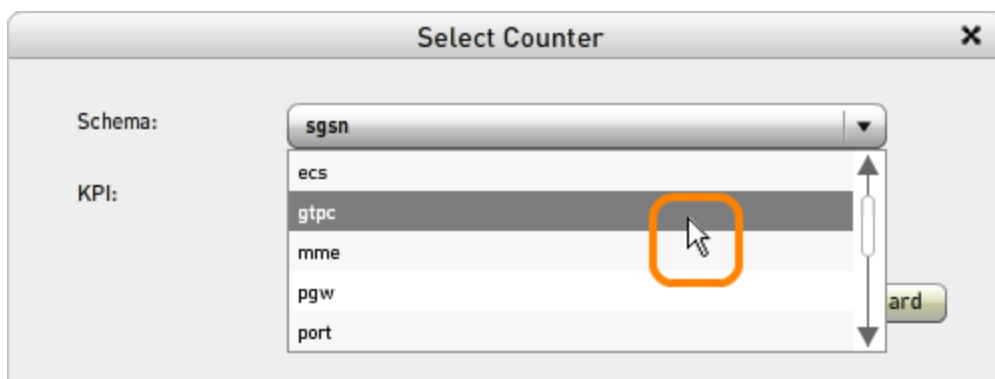 Select Counter
Schema:
sgsn
ecs
KPI:
gtpc
mme
pgw
ard
port